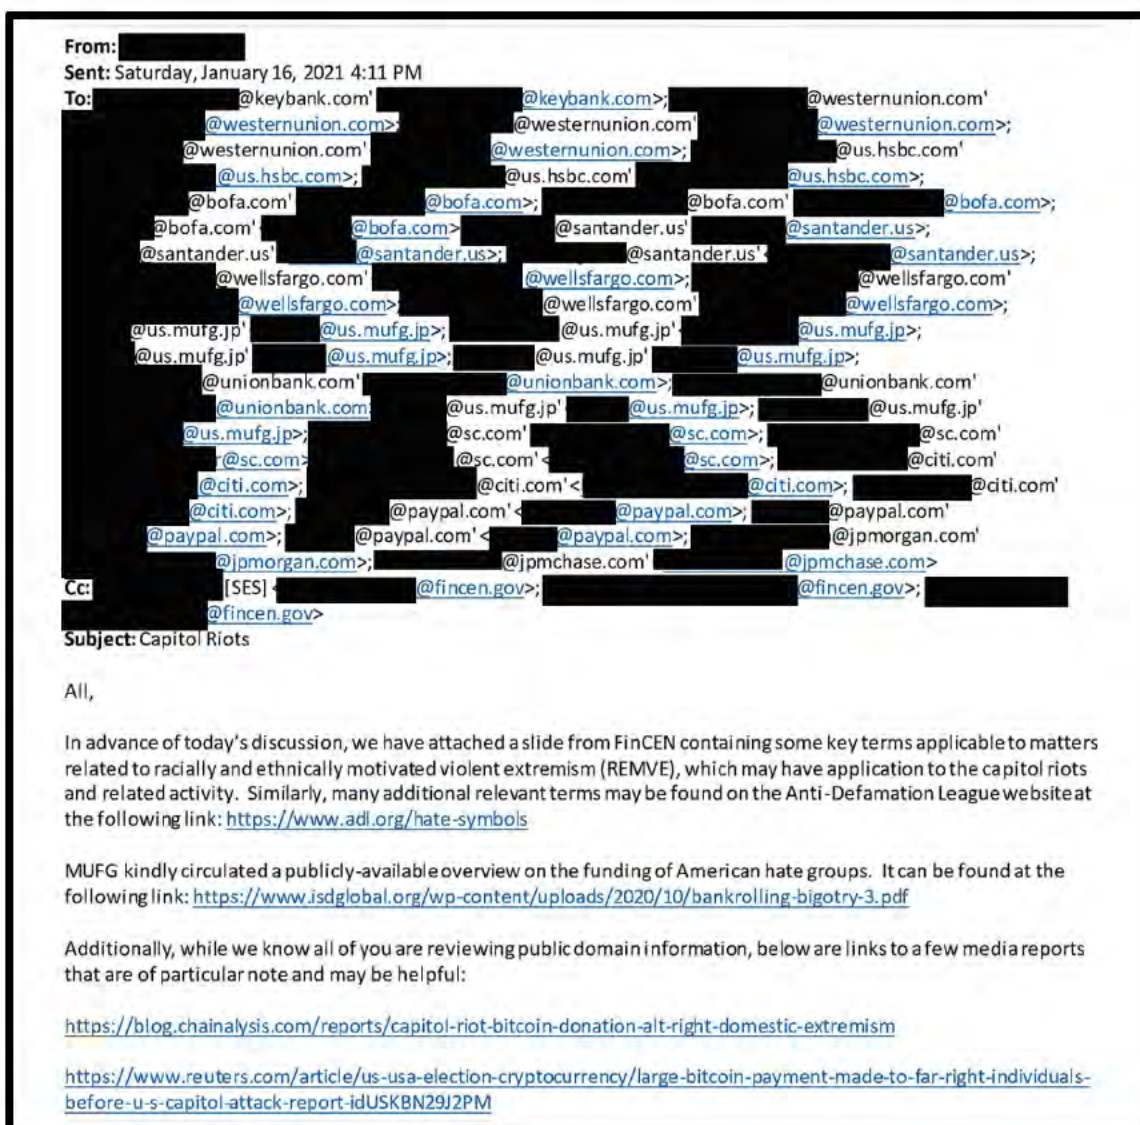 From:
Sent: Saturday, January 16, 2021 4:11 PM
To: @keybank.com' @keybank.com>; @westernunion.com'
@westernunion.com>; @westernunion.com' @westernunion.com>;
@westernunion.com' @westernunion.com>; @us.hsbc.com'
@us.hsbc.com>; @us.hsbc.com' @us.hsbc.com>;
@bofa.com' @bofa.com>; @bofa.com' @bofa.com>;
@bofa.com' @bofa.com> @santander.us' @santander.us>;
@santander.us' @santander.us>; @santander.us' @santander.us>;
@wellsfargo.com' @wellsfargo.com>; @wellsfargo.com'
@wellsfargo.com> @wellsfargo.com' @wellsfargo.com>;
@us.mufg.jp' @us.mufg.jp>; @us.mufg.jp' @us.mufg.jp>;
@us.mufg.jp' @us.mufg.jp>; @us.mufg.jp' @us.mufg.jp>;
@unionbank.com' @unionbank.com>; @unionbank.com'
@unionbank.com @us.mufg.jp' @us.mufg.jp>; @us.mufg.jp'
@us.mufg.jp>; @sc.com' @sc.com>; @sc.com'
r@sc.com> @sc.com' < @sc.com>; @citi.com'
@citi.com>; @citi.com' < @citi.com>; @citi.com'
@citi.com>; @paypal.com' < @paypal.com>; @paypal.com'
@paypal.com>; @paypal.com' < @paypal.com>; @jpmorgan.com'
@jpmorgan.com>; @jpmchase.com' @jpmchase.com>
Cc: [SES] < @fincen.gov>; @fincen.gov>;
@fincen.gov>
Subject: Capitol Riots
All,
In advance of today's discussion, we have attached a slide from FinCEN containing some key terms applicable to matters
related to racially and ethnically motivated violent extremism (REMVE), which may have application to the capitol riots
and related activity. Similarly, many additional relevant terms may be found on the Anti-Defamation League website at
the following link: https://www.adl.org/hate-symbols
MUFG kindly circulated a publicly-available overview on the funding of American hate groups. It can be found at the
following link: https://www.isdglobal.org/wp-content/uploads/2020/10/bankrolling-bigotry-3.pdf
Additionally, while we know all of you are reviewing public domain information, below are links to a few media reports
that are of particular note and may be helpful:
https://blog.chainalysis.com/reports/capitol-riot-bitcoin-donation-alt-right-domestic-extremism
https://www.reuters.com/article/us-usa-election-cryptocurrency/large-bitcoin-payment-made-to-far-right-individuals-
before-u-s-capitol-attack-report-idUSKBN29J2PM